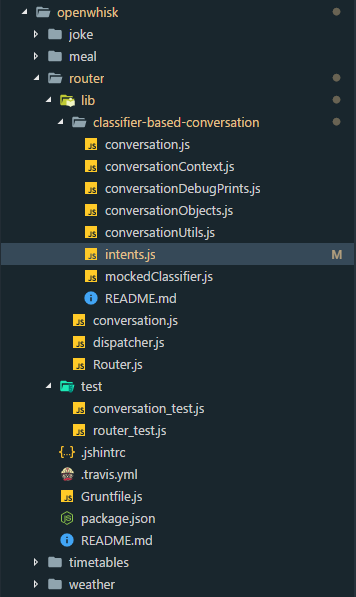 openwhisk
joke
meal
router
lib
classifier-based-conversation
JS conversation.js
JS conversationContext.js
JS conversationDebugPrints.js
JS conversationObjects.js
JS conversationUtils.js
JS intents.js M
JS mockedClassifier.js
README.md
JS conversation.js
JS dispatcher.js
JS Router.js
test
JS conversation_test.js
JS router_test.js
{...} .jshintrc
.travis.yml
JS Gruntfile.js
package.json
README.md
timetables
weather